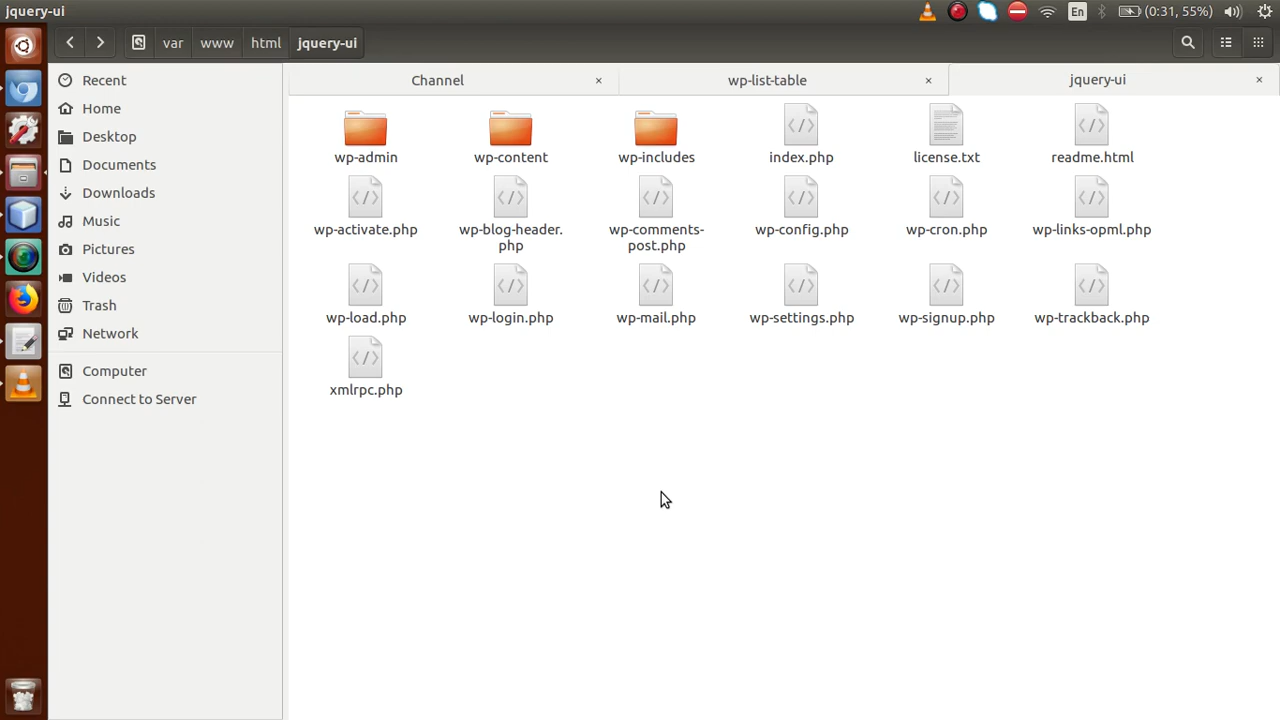 jquery-ui
En
(0:31, 55%)
var
www
html
jquery-ui
Recent
Home
Desktop
Documents
Downloads
Music
Pictures
Videos
Trash
Network
Computer
Connect to Server
Channel
wp-list-table
jquery-ui
wp-admin
wp-content
wp-includes
index.php
license.txt
readme.html
wp-activate.php
wp-blog-header.
php
wp-comments-
post.php
wp-config.php
wp-cron.php
wp-links-opml.php
wp-load.php
wp-login.php
wp-mail.php
wp-settings.php
wp-signup.php
wp-trackback.php
xmlrpc.php